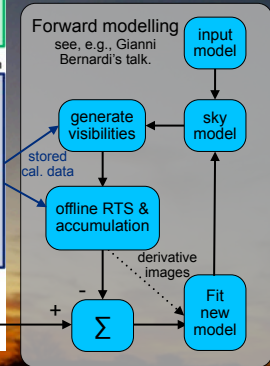 Forward modelling
see, e.g., Gianni
Bernardi's talk.
input
model
generate
visibilities
sky
model
stored
cal. data
offline RTS &
accumulation
derivative
images
-
+
Σ
Fit
new
model